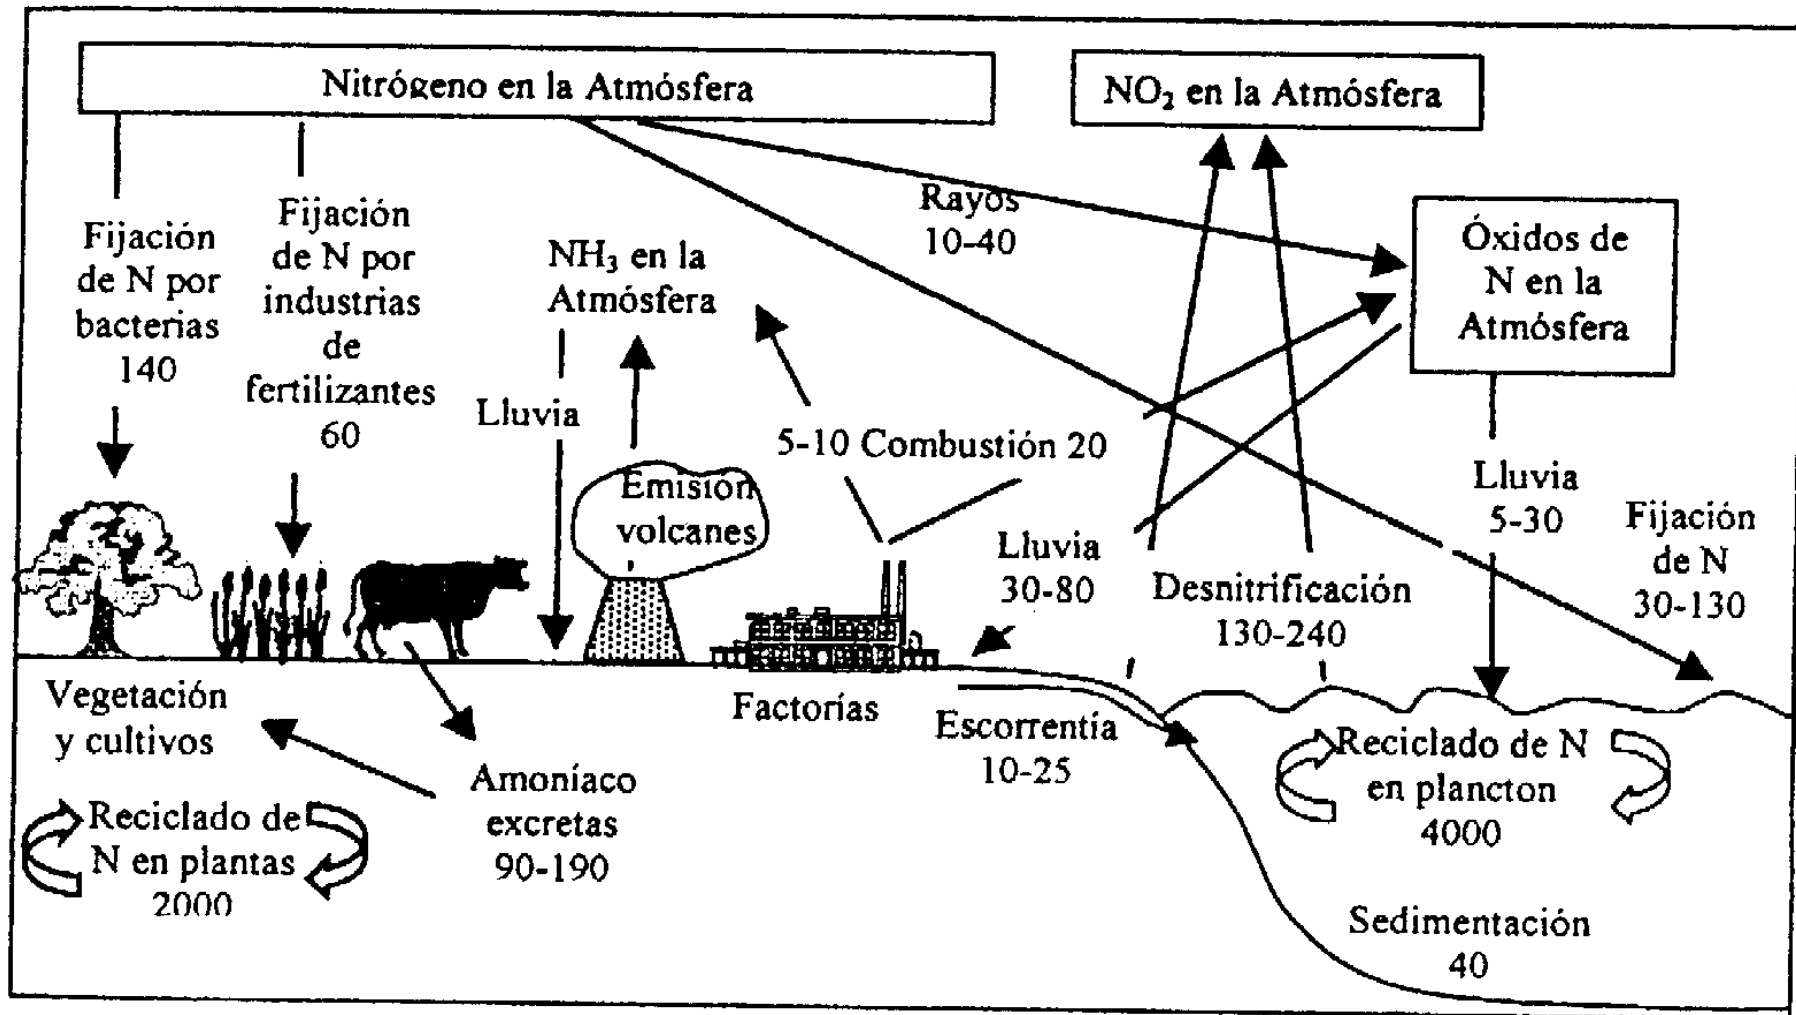 Nitrógeno en la Atmósfera
NO₂ en la Atmósfera
Fijación
de N por
bacterias
140
Fijación
de N por
industrias
de
fertilizantes
60
NH₃ en la
Atmósfera
Rayos
10-40
Óxidos de
N en la
Atmósfera
Lluvia
5-10 Combustión 20
Emisión
volcanes
Lluvia
30-80
Desnitrificación
130-240
Lluvia
5-30
Fijación
de N
30-130
Vegetación
y cultivos
Factorías
Escorrentía
10-25
Amoníaco
excretas
90-190
Reciclado de
N en plantas
2000
Reciclado de N
en plancton
4000
Sedimentación
40